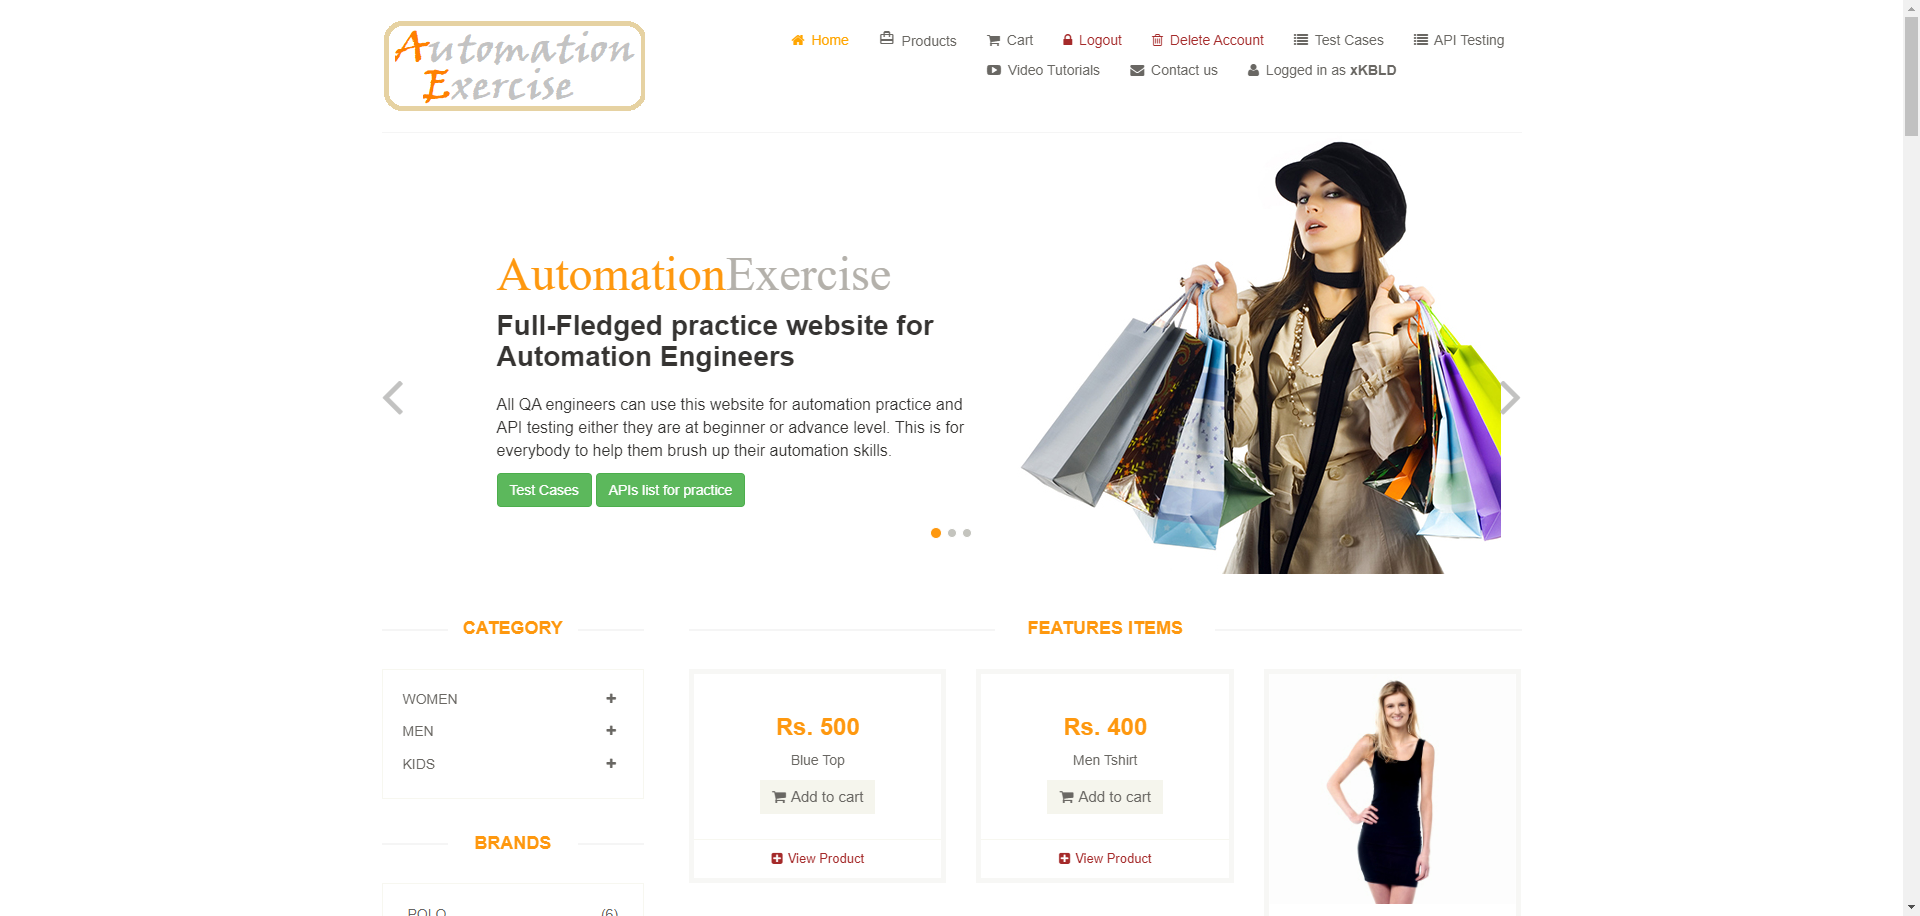 Automation
Exercise
Home
Products
Cart
Logout
Delete Account
Test Cases
API Testing
Video Tutorials
Contact us
Logged in as xKBLD
AutomationExercise
Full-Fledged practice website for
Automation Engineers
All QA engineers can use this website for automation practice and
API testing either they are at beginner or advance level. This is for
everybody to help them brush up their automation skills.
Test Cases
APIs list for practice
CATEGORY
WOMEN
MEN
KIDS
BRANDS
POLO (6)
FEATURES ITEMS
Rs. 500
Blue Top
Add to cart
View Product
Rs. 400
Men Tshirt
Add to cart
View Product